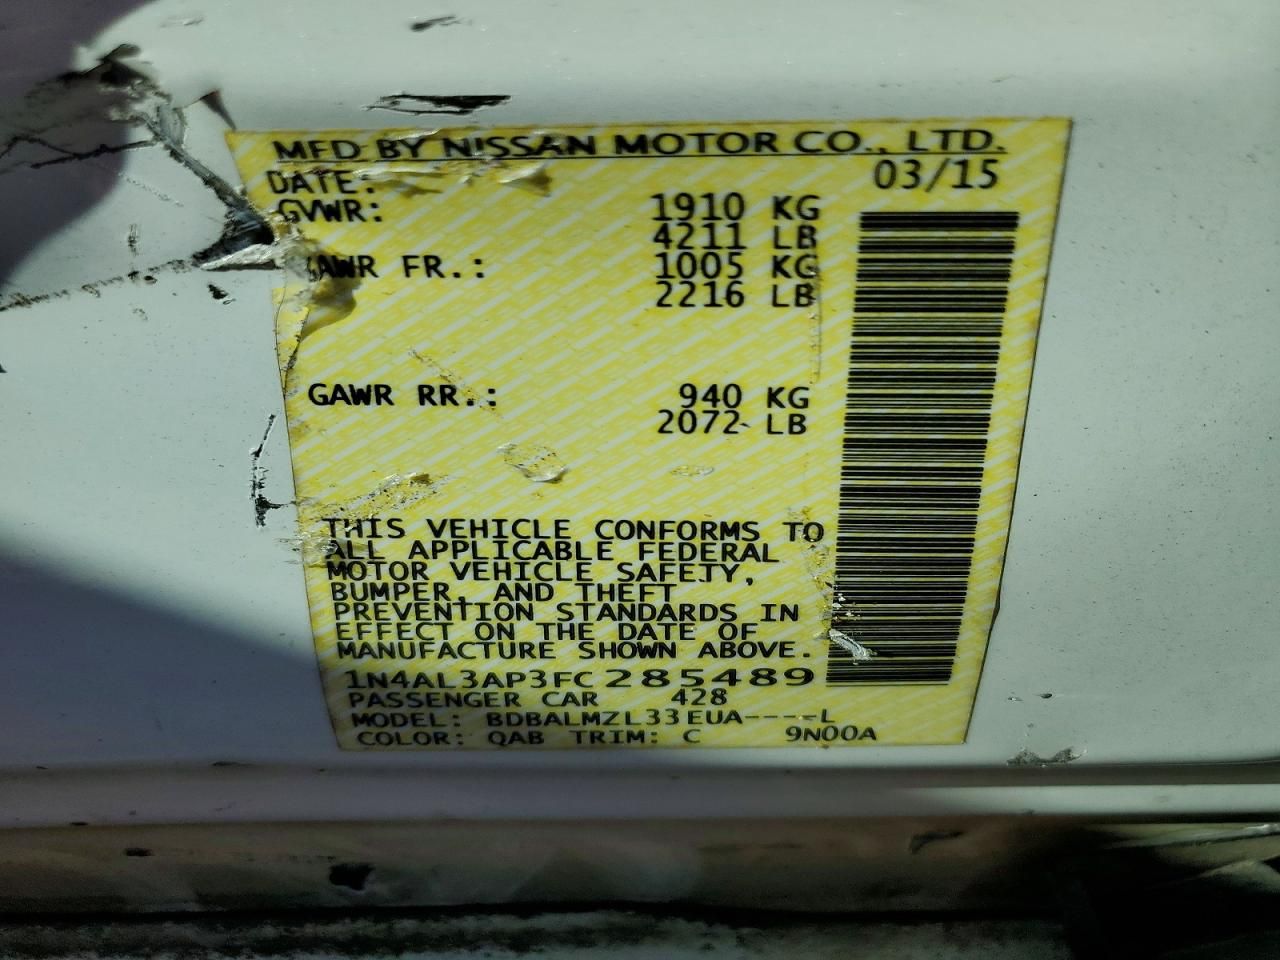 MFD BY NISSAN MOTOR CO., LTD.
DATE: 03/15
GVWR: 1910 KG
4211 LB
GAWR FR.: 1005 KG
2216 LB
GAWR RR.: 940 KG
2072 LB
THIS VEHICLE CONFORMS TO
ALL APPLICABLE FEDERAL
MOTOR VEHICLE SAFETY,
BUMPER, AND THEFT
PREVENTION STANDARDS IN
EFFECT ON THE DATE OF
MANUFACTURE SHOWN ABOVE.
1N4AL3AP3FC285489
PASSENGER CAR 428
MODEL: BDBALMZL33EUA----L
COLOR: QAB TRIM: C 9N00A